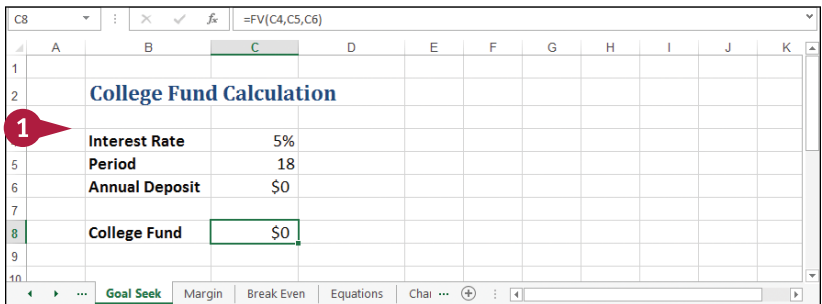 C8 fx =FV(C4,C5,C6)
A B C D E F G H I J K
1
2 College Fund Calculation
1
Interest Rate 5%
5 Period 18
6 Annual Deposit $0
7
8 College Fund $0
9
10
... Goal Seek Margin Break Even Equations Chai ...